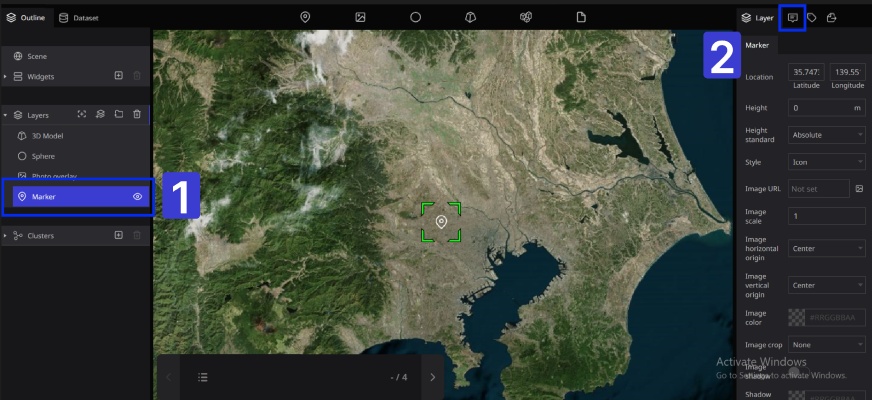 Outline
Dataset
Layer
Scene
Widgets
Layers
3D Model
Sphere
Photo overlay
Marker
Clusters
1
2
- / 4
Marker
Location
35.747
139.55
Latitude
Longitude
Height
0
m
Height standard
Absolute
Style
Icon
Image URL
Not set
Image scale
1
Image horizontal origin
Center
Image vertical origin
Center
Image color
#RRGGBBAA
Image crop
None
Image shadow
Shadow
#RRGGBBAA
Activate Windows
Go to Settings to activate Windows.